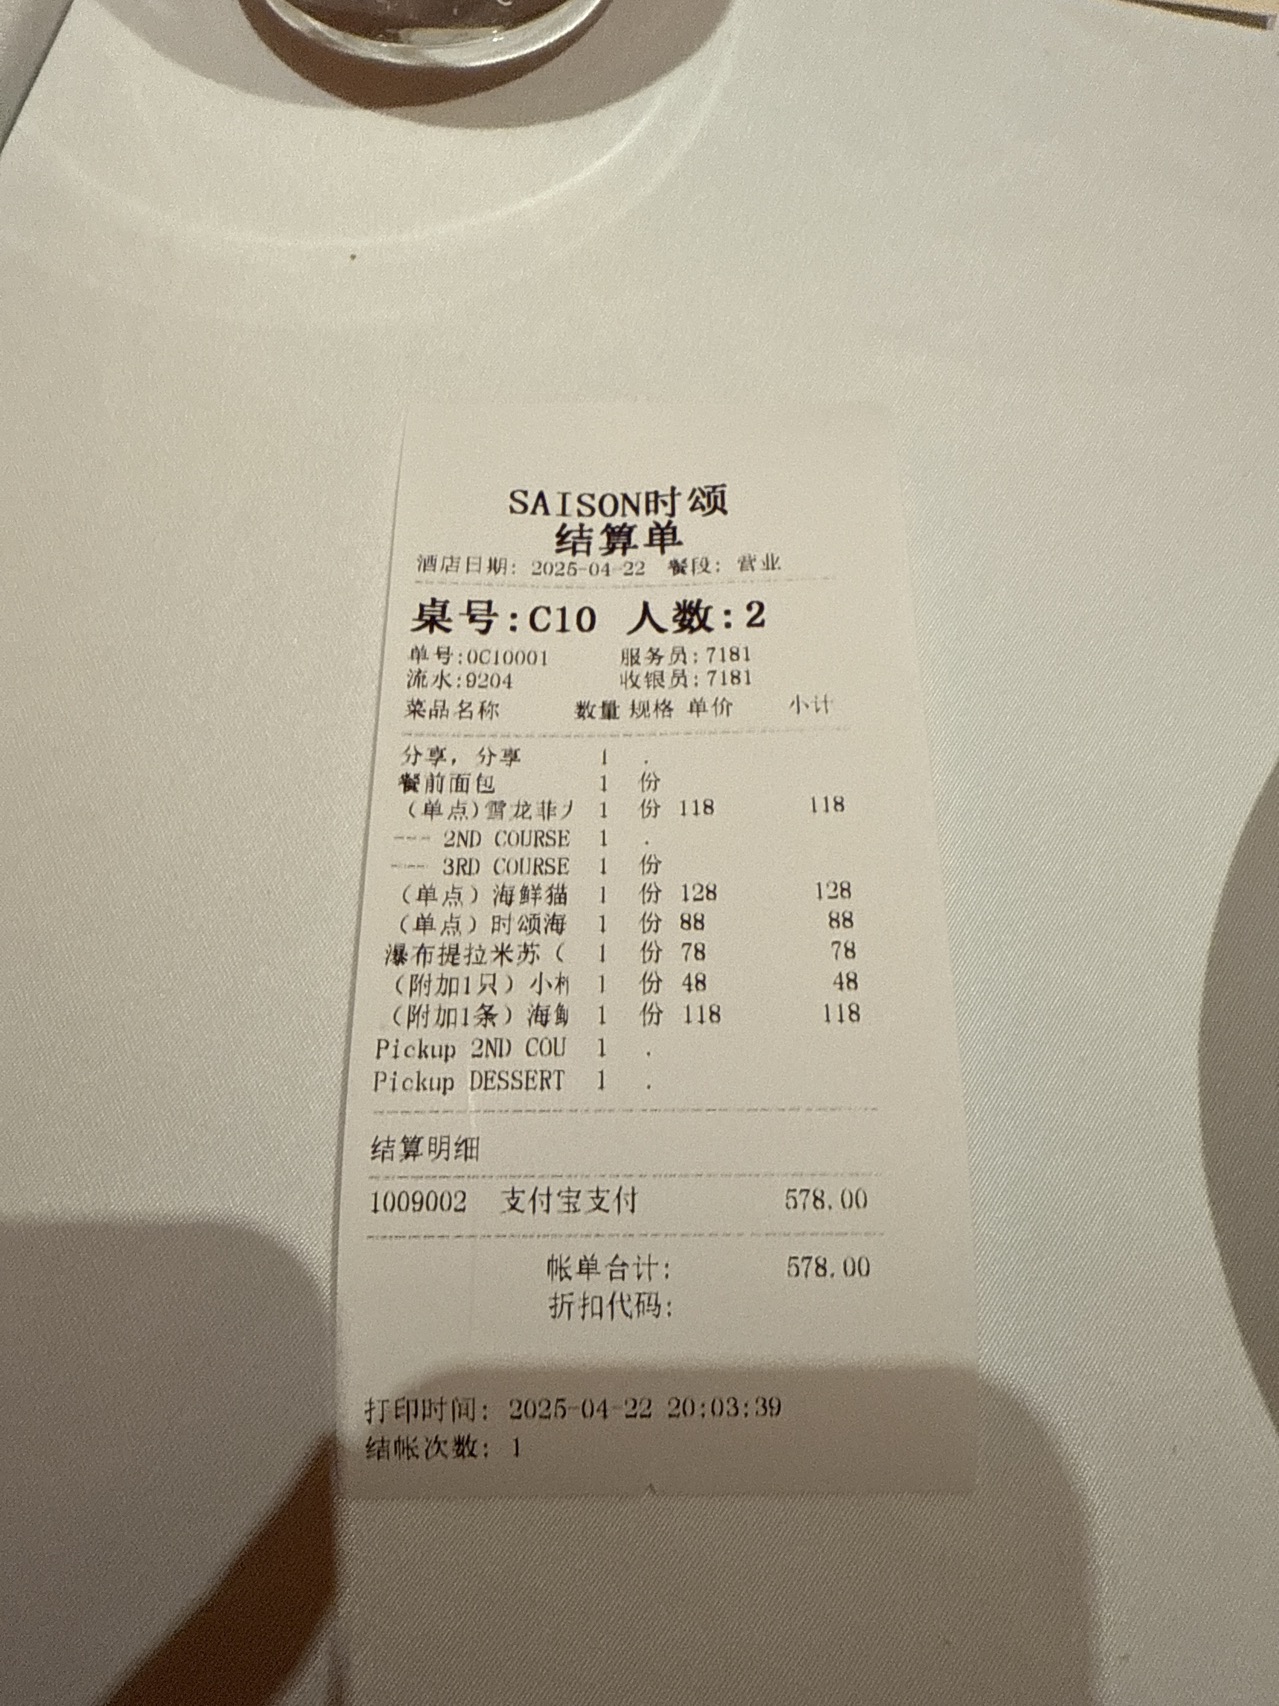 SAISON时颂
结算单
酒店日期: 2025-04-22 餐段: 营业
桌号:C10 人数:2
单号:0C10001 服务员:7181
流水:9204 收银员:7181
菜品名称 数量 规格 单价 小计
分享, 分享 1 .
餐前面包 1 份
(单点)雪龙菲 1 份 118 118
--- 2ND COURSE 1 .
--- 3RD COURSE 1 份
(单点) 海鲜猫 1 份 128 128
(单点) 时颂海 1 份 88 88
瀑布提拉米苏 ( 1 份 78 78
(附加1只) 小 1 份 48 48
(附加1条) 海 1 份 118 118
Pickup 2ND COU 1 .
Pickup DESSERT 1 .
结算明细
1009002 支付宝支付 578.00
帐单合计: 578.00
折扣代码:
打印时间: 2025-04-22 20:03:39
结帐次数: 1